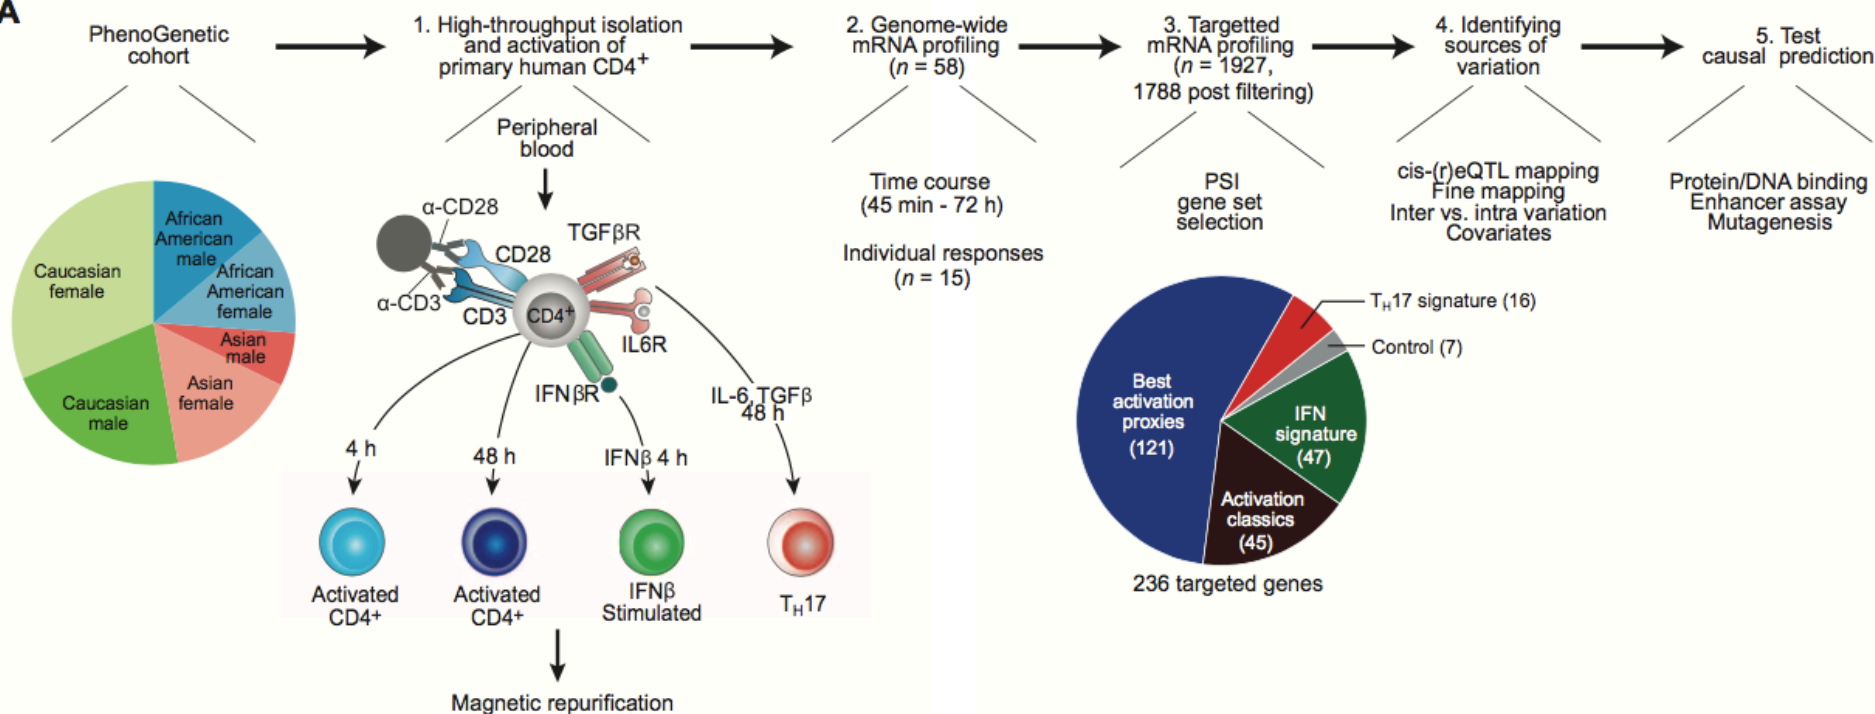 A
PhenoGenetic
cohort
1. High-throughput isolation
and activation of
primary human CD4+
2. Genome-wide
mRNA profiling
(n = 58)
3. Targetted
mRNA profiling
(n = 1927,
1788 post filtering)
4. Identifying
sources of
variation
5. Test
causal prediction
African
American
male
African
American
female
Asian
male
Asian
female
Caucasian
male
Caucasian
female
Peripheral
blood
α-CD28
CD28
α-CD3
CD3
CD4+
TGFβR
IL6R
IFNβR
4 h
48 h
IFNβ 4 h
IL-6,TGFβ
48 h
Activated
CD4+
Activated
CD4+
IFNβ
Stimulated
TH17
Magnetic repurification
Time course
(45 min - 72 h)
Individual responses
(n = 15)
PSI
gene set
selection
TH17 signature (16)
Control (7)
IFN
signature
(47)
Activation
classics
(45)
Best
activation
proxies
(121)
236 targeted genes
cis-(r)eQTL mapping
Fine mapping
Inter vs. intra variation
Covariates
Protein/DNA binding
Enhancer assay
Mutagenesis